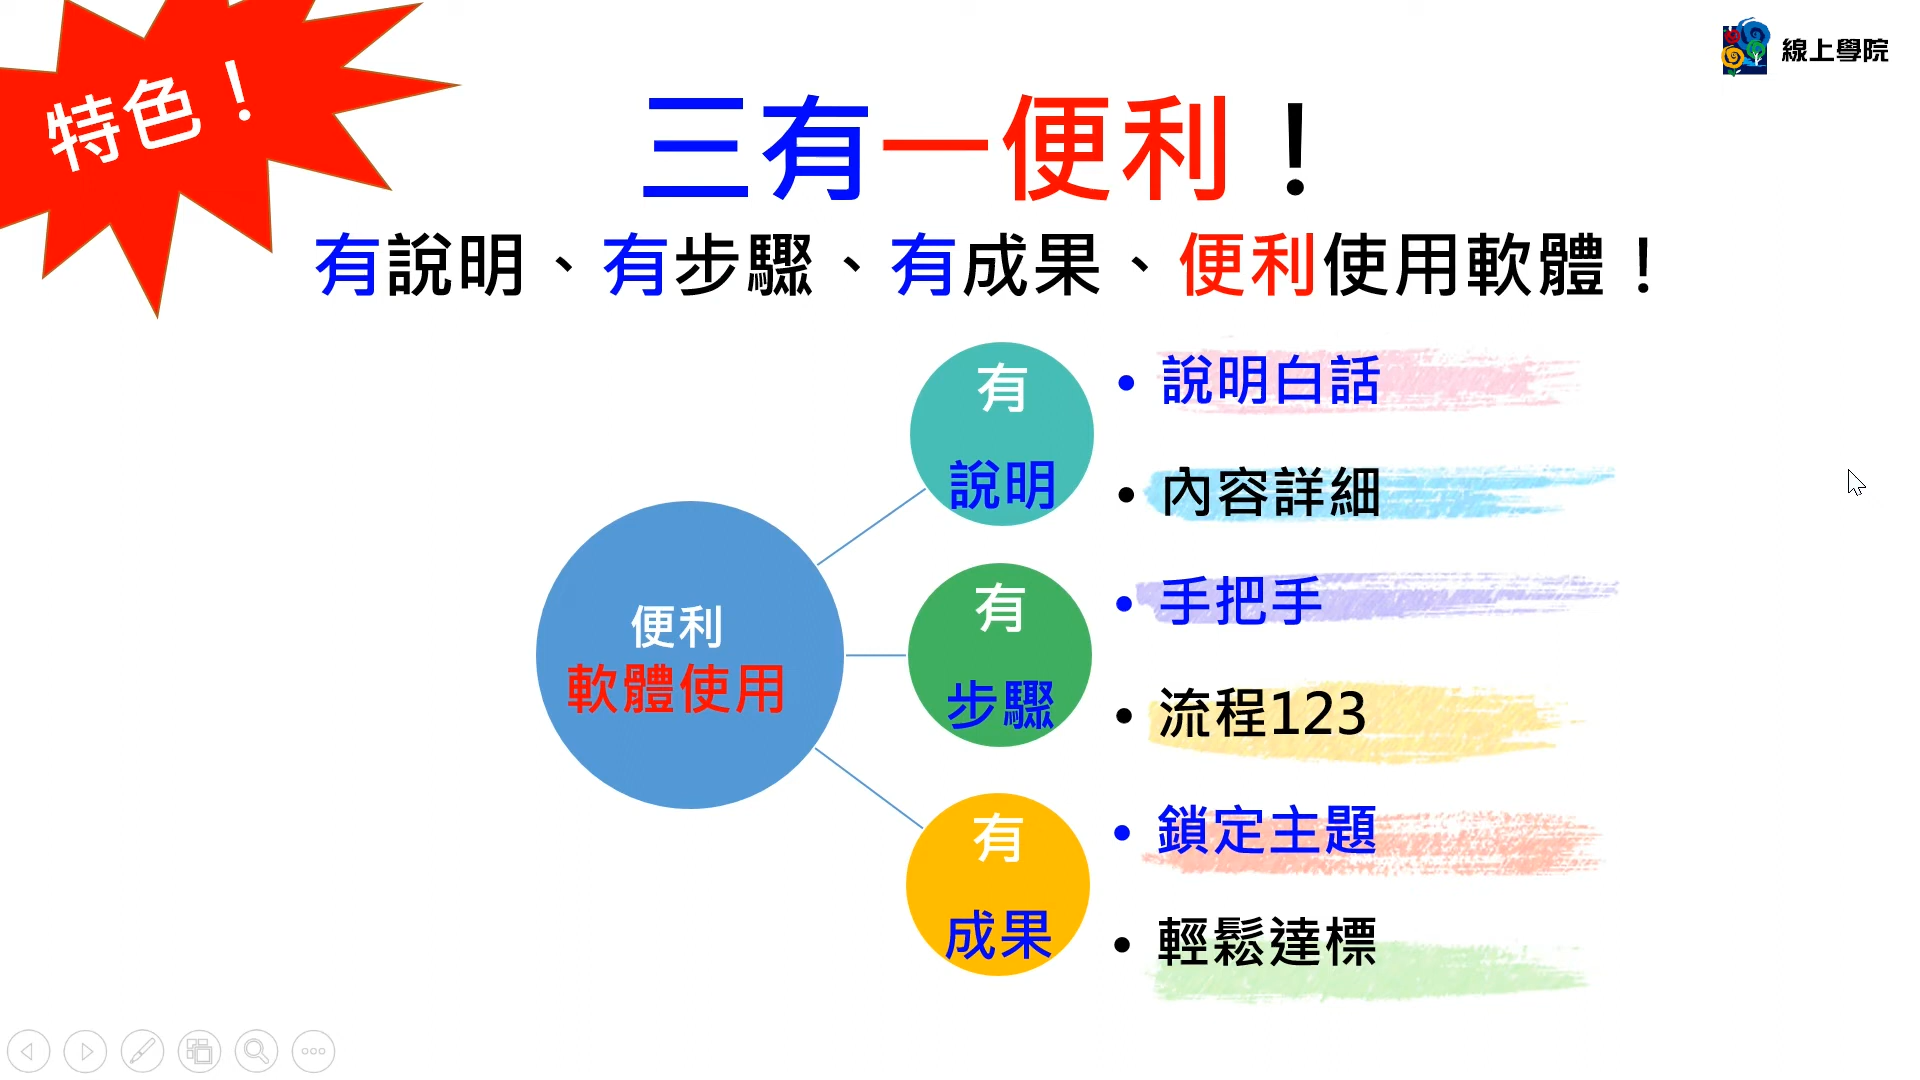 特色！
線上學院
三有一便利！
有說明、有步驟、有成果、便利使用軟體！
便利
軟體使用
有
說明
• 說明白話
• 內容詳細
有
步驟
• 手把手
• 流程123
有
成果
• 鎖定主題
• 輕鬆達標